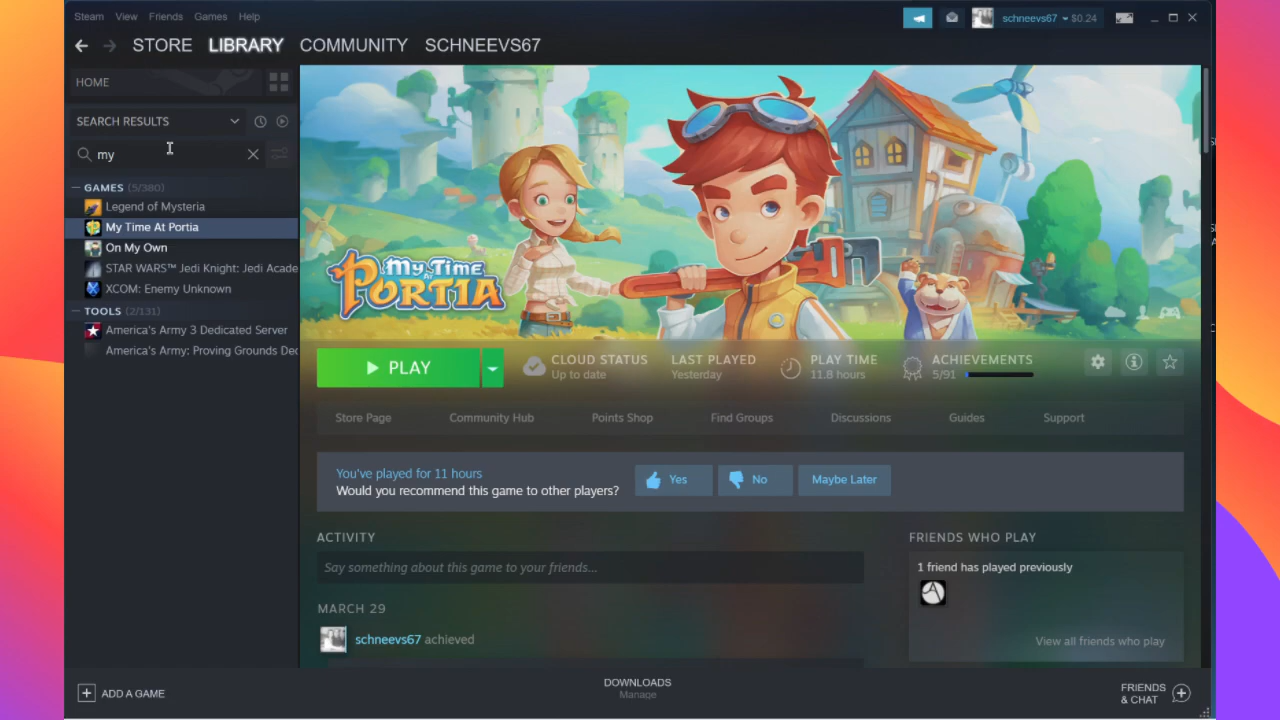 Steam View Friends Games Help
schneevs67 $0.24
STORE LIBRARY COMMUNITY SCHNEEVS67
HOME
SEARCH RESULTS
my
GAMES (5/380)
Legend of Mysteria
My Time At Portia
On My Own
STAR WARS™ Jedi Knight: Jedi Acade
XCOM: Enemy Unknown
TOOLS (2/131)
America's Army 3 Dedicated Server
America's Army: Proving Grounds Dec
My Time
At
PORTIA
PLAY
CLOUD STATUS
Up to date
LAST PLAYED
Yesterday
PLAY TIME
11.8 hours
ACHIEVEMENTS
5/91
Store Page Community Hub Points Shop Find Groups Discussions Guides Support
You've played for 11 hours
Would you recommend this game to other players?
Yes No Maybe Later
ACTIVITY
Say something about this game to your friends...
MARCH 29
schneevs67 achieved
FRIENDS WHO PLAY
1 friend has played previously
View all friends who play
ADD A GAME
DOWNLOADS
Manage
FRIENDS
& CHAT